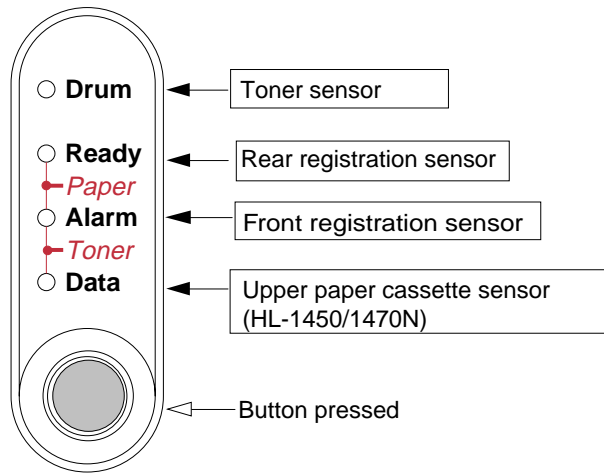 Drum
Toner sensor
Ready
Rear registration sensor
Paper
Alarm
Front registration sensor
Toner
Data
Upper paper cassette sensor
(HL-1450/1470N)
Button pressed